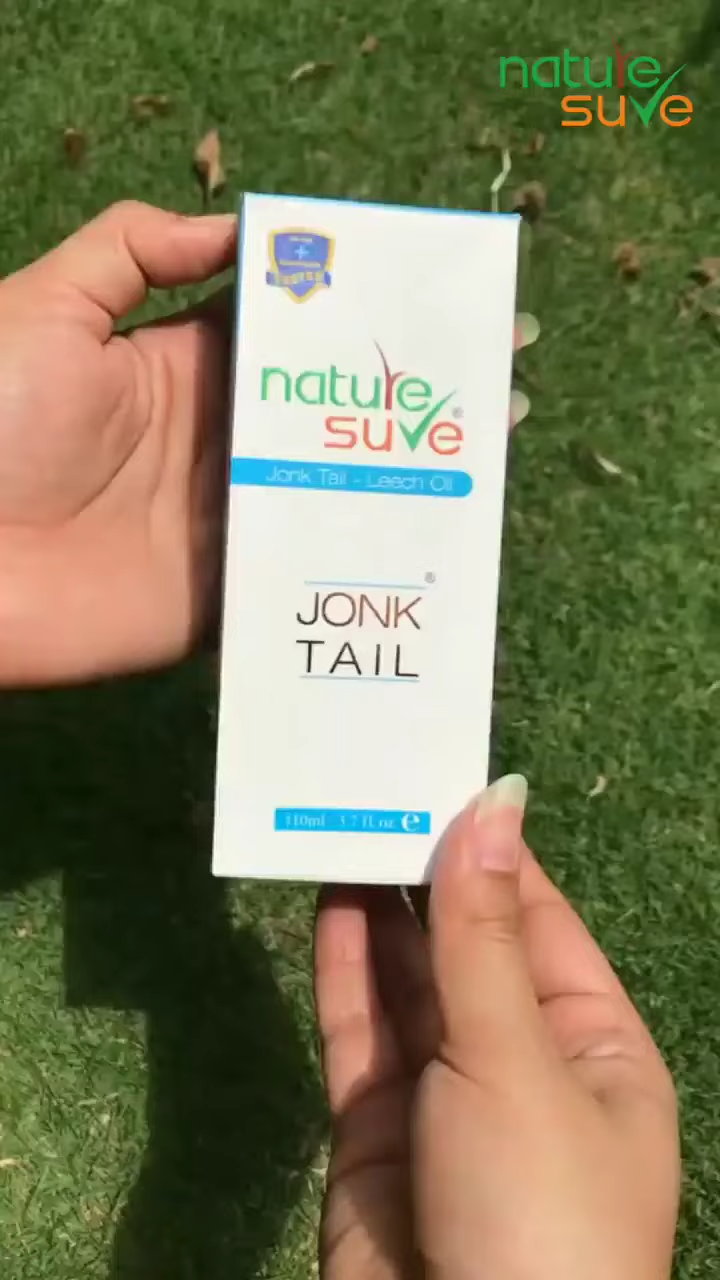 nature
suve
nature
suve®
Jonk Tail - Leech Oil
®
JONK
TAIL
110ml 3.7 fl oz e